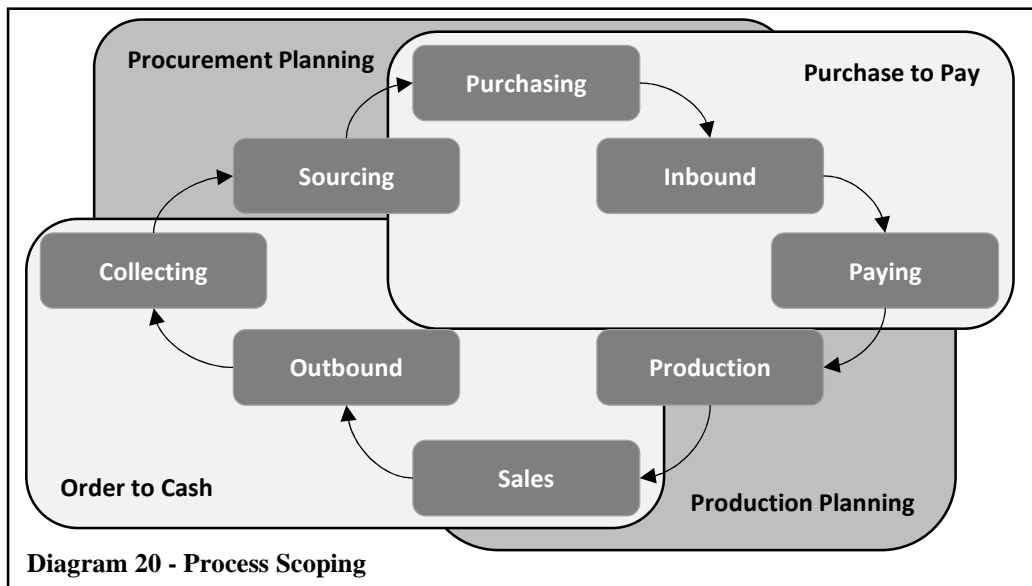 Procurement Planning
Purchasing
Purchase to Pay
Sourcing
Inbound
Collecting
Paying
Outbound
Production
Sales
Order to Cash
Production Planning
Diagram 20 - Process Scoping